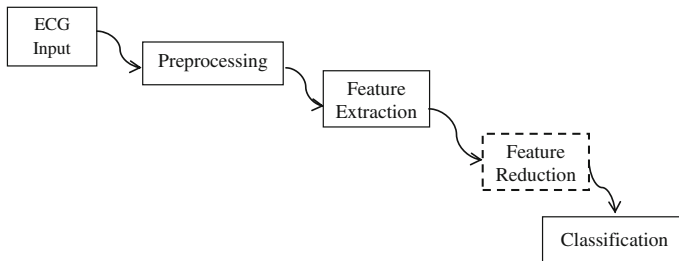 ECG
Input
Preprocessing
Feature
Extraction
Feature
Reduction
Classification